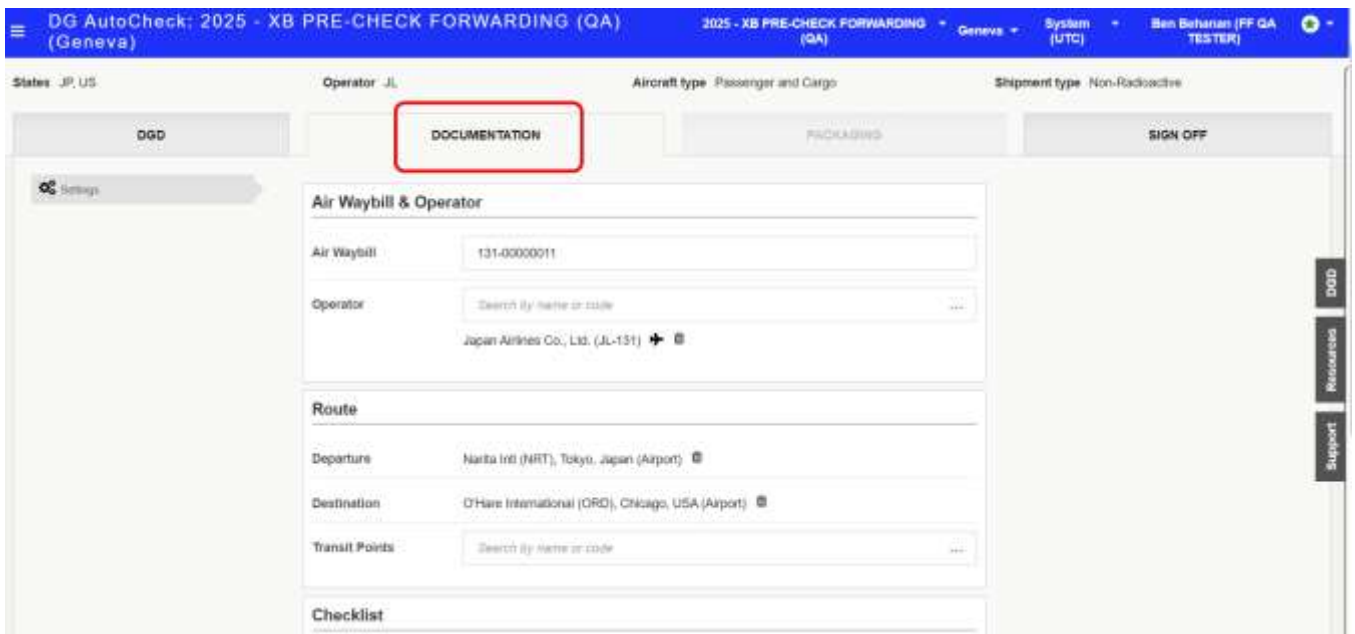 DG AutoCheck: 2025 - XB PRE-CHECK FORWARDING (QA)
(Geneva)
2025 - XB PRE-CHECK FORWARDING
(QA)
Geneva
System
(UTC)
Ben Behanan (FF QA
TESTER)
States JP, US
Operator JL
Aircraft type Passenger and Cargo
Shipment type Non-Radioactive
DGD
DOCUMENTATION
PACKAGING
SIGN OFF
Settings
Air Waybill & Operator
Air Waybill 131-00000011
Operator Search by name or code ...
Japan Airlines Co., Ltd. (JL-131)
Route
Departure Narita Intl (NRT), Tokyo, Japan (Airport)
Destination O'Hare International (ORD), Chicago, USA (Airport)
Transit Points Search by name or code ...
Checklist
DGD
Resources
Support